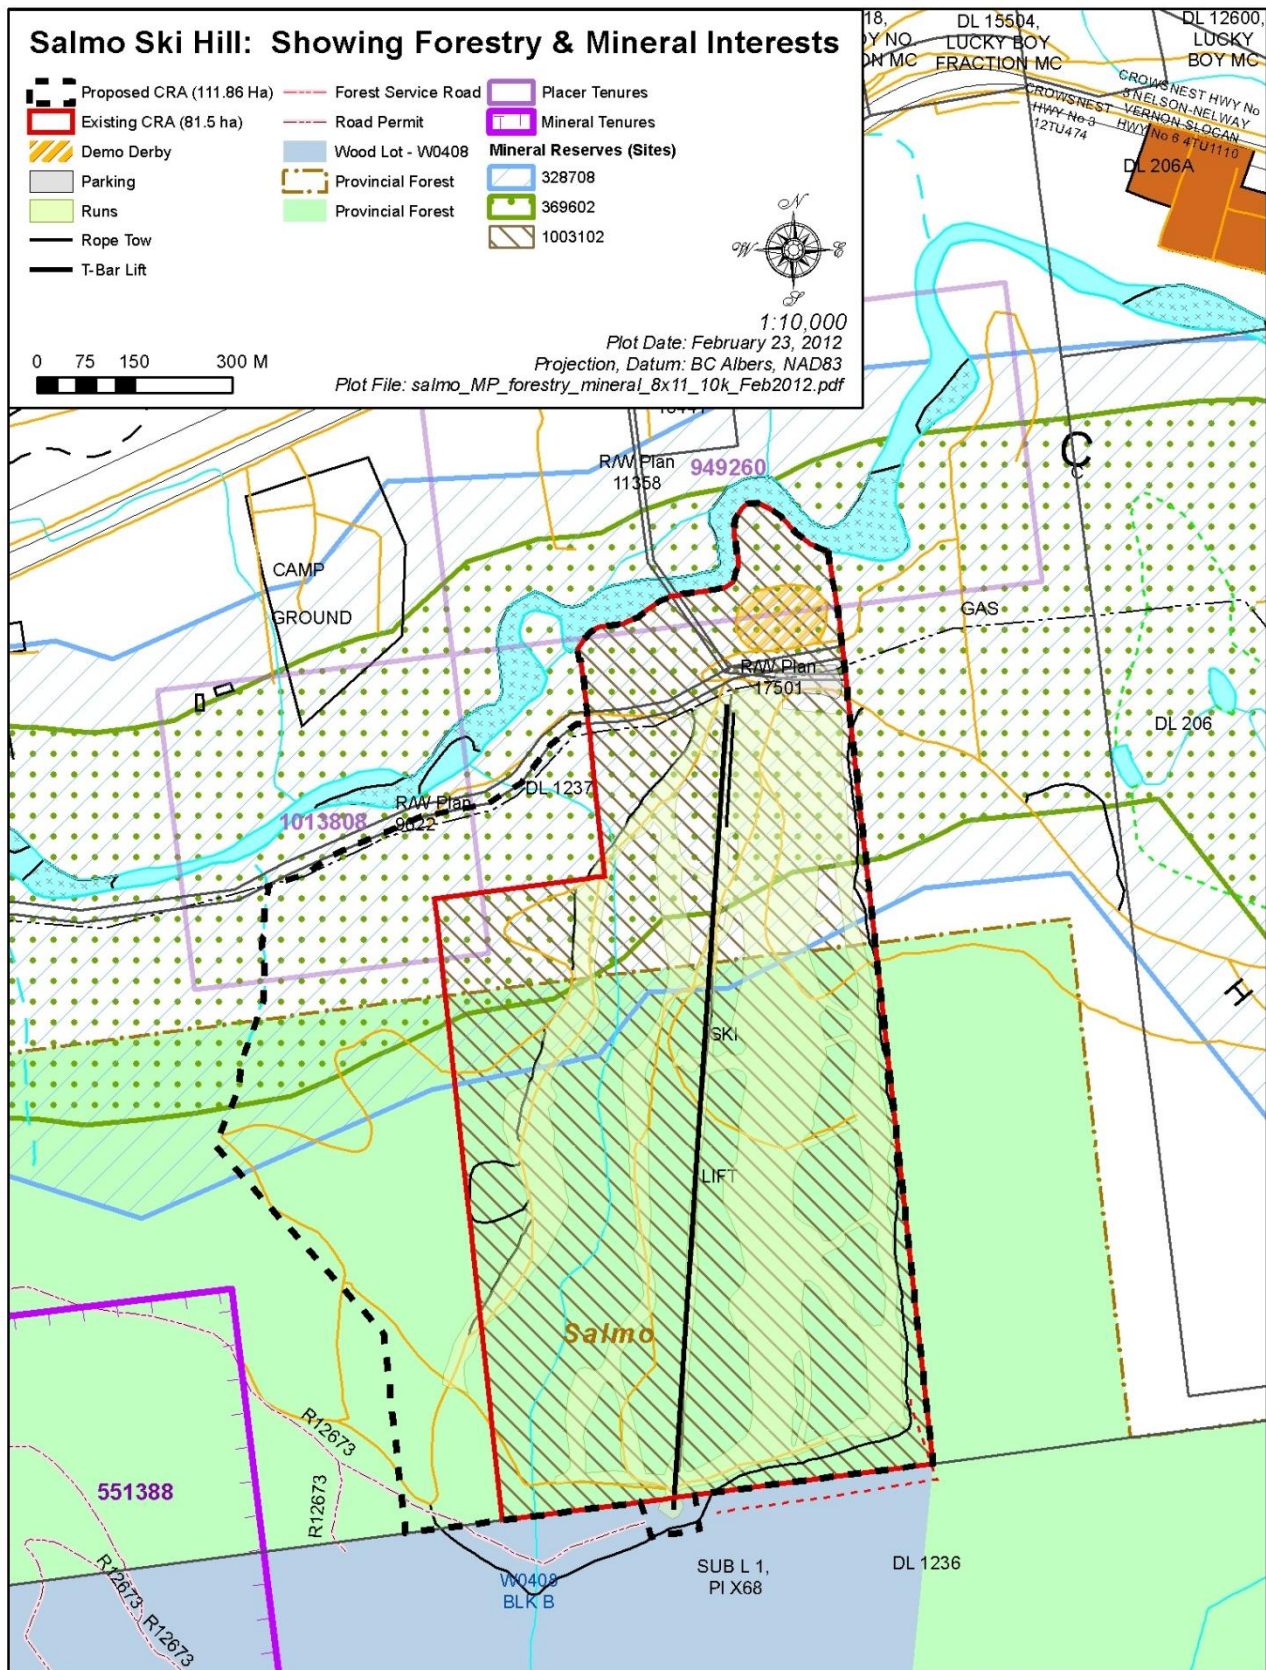 Salmo Ski Hill: Showing Forestry & Mineral Interests
Proposed CRA (111.86 Ha)
Existing CRA (81.5 ha)
Demo Derby
Parking
Runs
Rope Tow
T-Bar Lift
Forest Service Road
Road Permit
Wood Lot - W0408
Provincial Forest
Provincial Forest
Placer Tenures
Mineral Tenures
Mineral Reserves (Sites)
328708
369602
1003102
N
W
E
S
1:10,000
Plot Date: February 23, 2012
Projection, Datum: BC Albers, NAD83
Plot File: salmo_MP_forestry_mineral_8x11_10k_Feb2012.pdf
0 75 150 300 M
DL 15504,
LUCKY BOY
FRACTION MC
DL 12600,
LUCKY
BOY MC
CROWSNEST HWY No
3 NELSON-NELWAY
CROWSNEST
VERNON SLOGAN
HWY No 3
HWY No 6 4TU1110
12TU474
DL 206A
R/W Plan
11358
949260
C
C
CAMP
GROUND
GAS
R/W Plan
17501
DL 206
DL 1237
R/W Plan
9622
1013808
H
SKI
LIFT
Salmo
R12673
R12673
551388
R12673
R12673
W0408
BLK B
SUB L 1,
PI X68
DL 1236